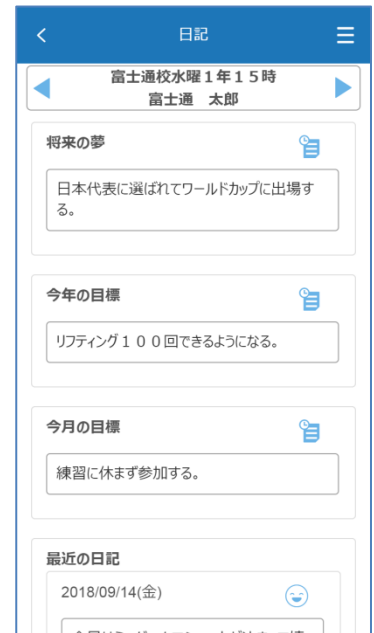 日記
富士通校水曜１年１５時
富士通　太郎
将来の夢
日本代表に選ばれてワールドカップに出場す
る。
今年の目標
リフティング１００回できるようになる。
今月の目標
練習に休まず参加する。
最近の日記
2018/09/14(金)